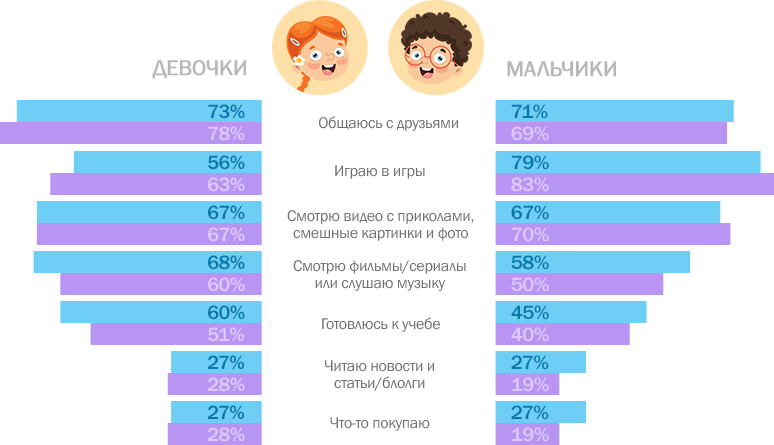 ДЕВОЧКИ
МАЛЬЧИКИ
73%
78%
Общаюсь с друзьями
71%
69%
56%
63%
Играю в игры
79%
83%
67%
67%
Смотрю видео с приколами,
смешные картинки и фото
67%
70%
68%
60%
Смотрю фильмы/сериалы
или слушаю музыку
58%
50%
60%
51%
Готовлюсь к учебе
45%
40%
27%
28%
Читаю новости и
статьи/блолги
27%
19%
27%
28%
Что-то покупаю
27%
19%